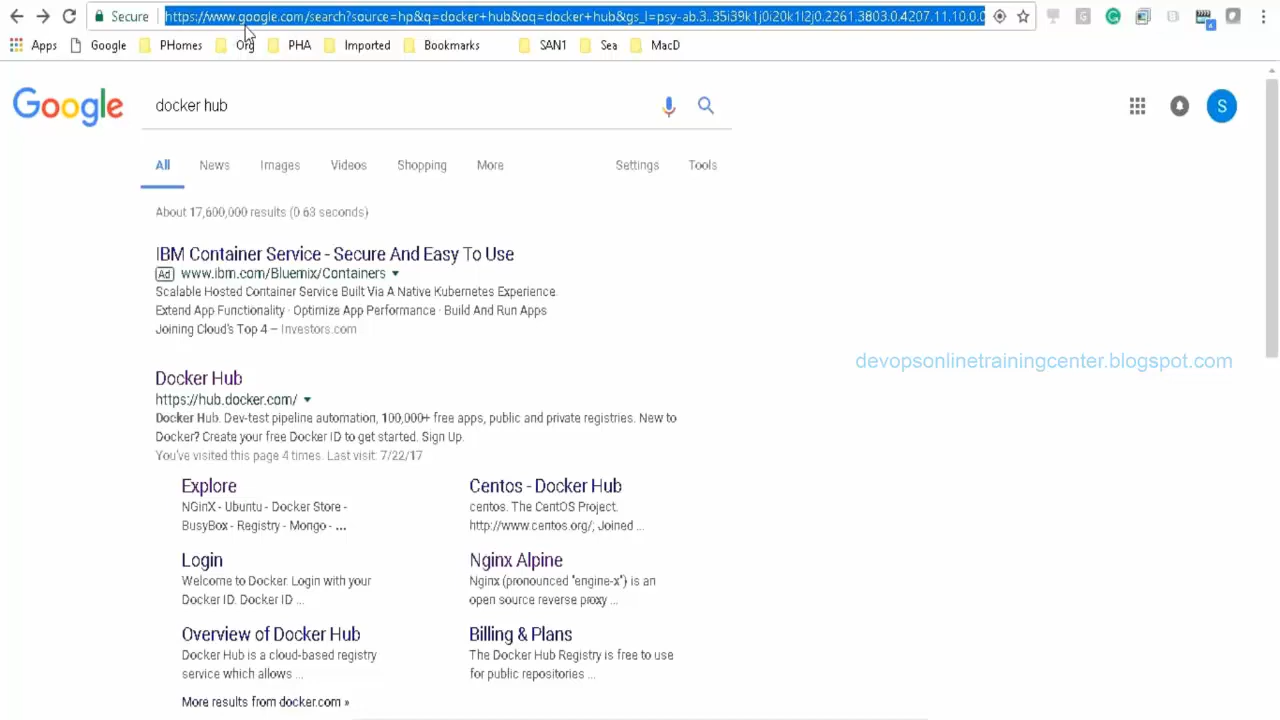 Secure https://www.google.com/search?source=hp&q=docker+hub&oq=docker+hub&gs_l=psy-ab.3..35i39k1j0i20k1l2j0.2261.3803.0.4207.11.10.0.0
Apps Google PHomes Org PHA Imported Bookmarks SAN1 Sea MacD
Google docker hub S
All News Images Videos Shopping More Settings Tools
About 17,600,000 results (0.63 seconds)
IBM Container Service - Secure And Easy To Use
Ad www.ibm.com/Bluemix/Containers
Scalable Hosted Container Service Built Via A Native Kubernetes Experience.
Extend App Functionality · Optimize App Performance · Build And Run Apps
Joining Cloud's Top 4 – Investors.com
devopsonlinetrainingcenter.blogspot.com
Docker Hub
https://hub.docker.com/
Docker Hub. Dev-test pipeline automation, 100,000+ free apps, public and private registries. New to
Docker? Create your free Docker ID to get started. Sign Up.
You've visited this page 4 times. Last visit: 7/22/17
Explore
NGinX - Ubuntu - Docker Store -
BusyBox - Registry - Mongo - ...
Centos - Docker Hub
centos. The CentOS Project.
http://www.centos.org/, Joined ...
Login
Welcome to Docker. Login with your
Docker ID. Docker ID ...
Nginx Alpine
Nginx (pronounced "engine-x") is an
open source reverse proxy ...
Overview of Docker Hub
Docker Hub is a cloud-based registry
service which allows ...
Billing & Plans
The Docker Hub Registry is free to use
for public repositories ...
More results from docker.com »